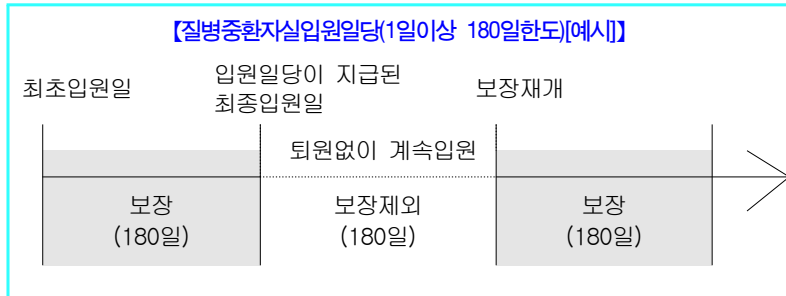 【질병중환자실입원일당(1일이상 180일한도)[예시]】
최초입원일
입원일당이 지급된
최종입원일
보장재개
퇴원없이 계속입원
보장
(180일)
보장제외
(180일)
보장
(180일)